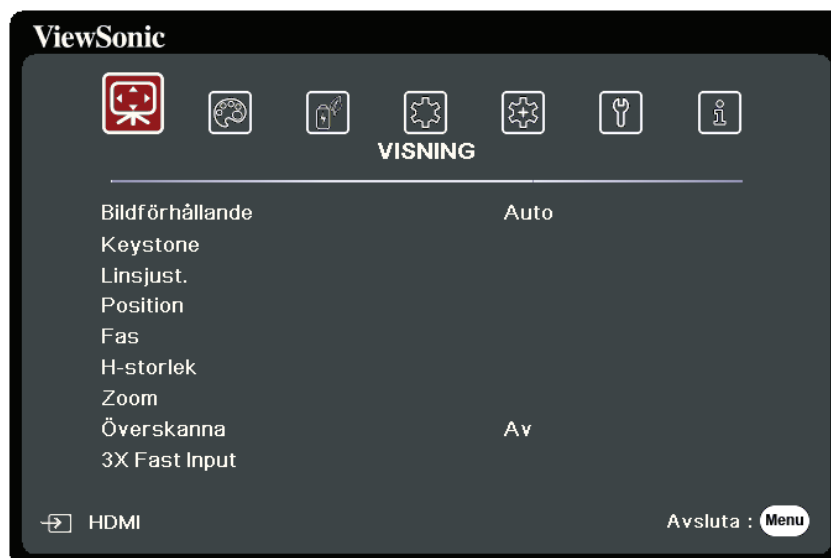 ViewSonic
VISNING
Bildförhållande Auto
Keystone
Linsjust.
Position
Fas
H-storlek
Zoom
Överskanna Av
3X Fast Input
HDMI Avsluta : Menu